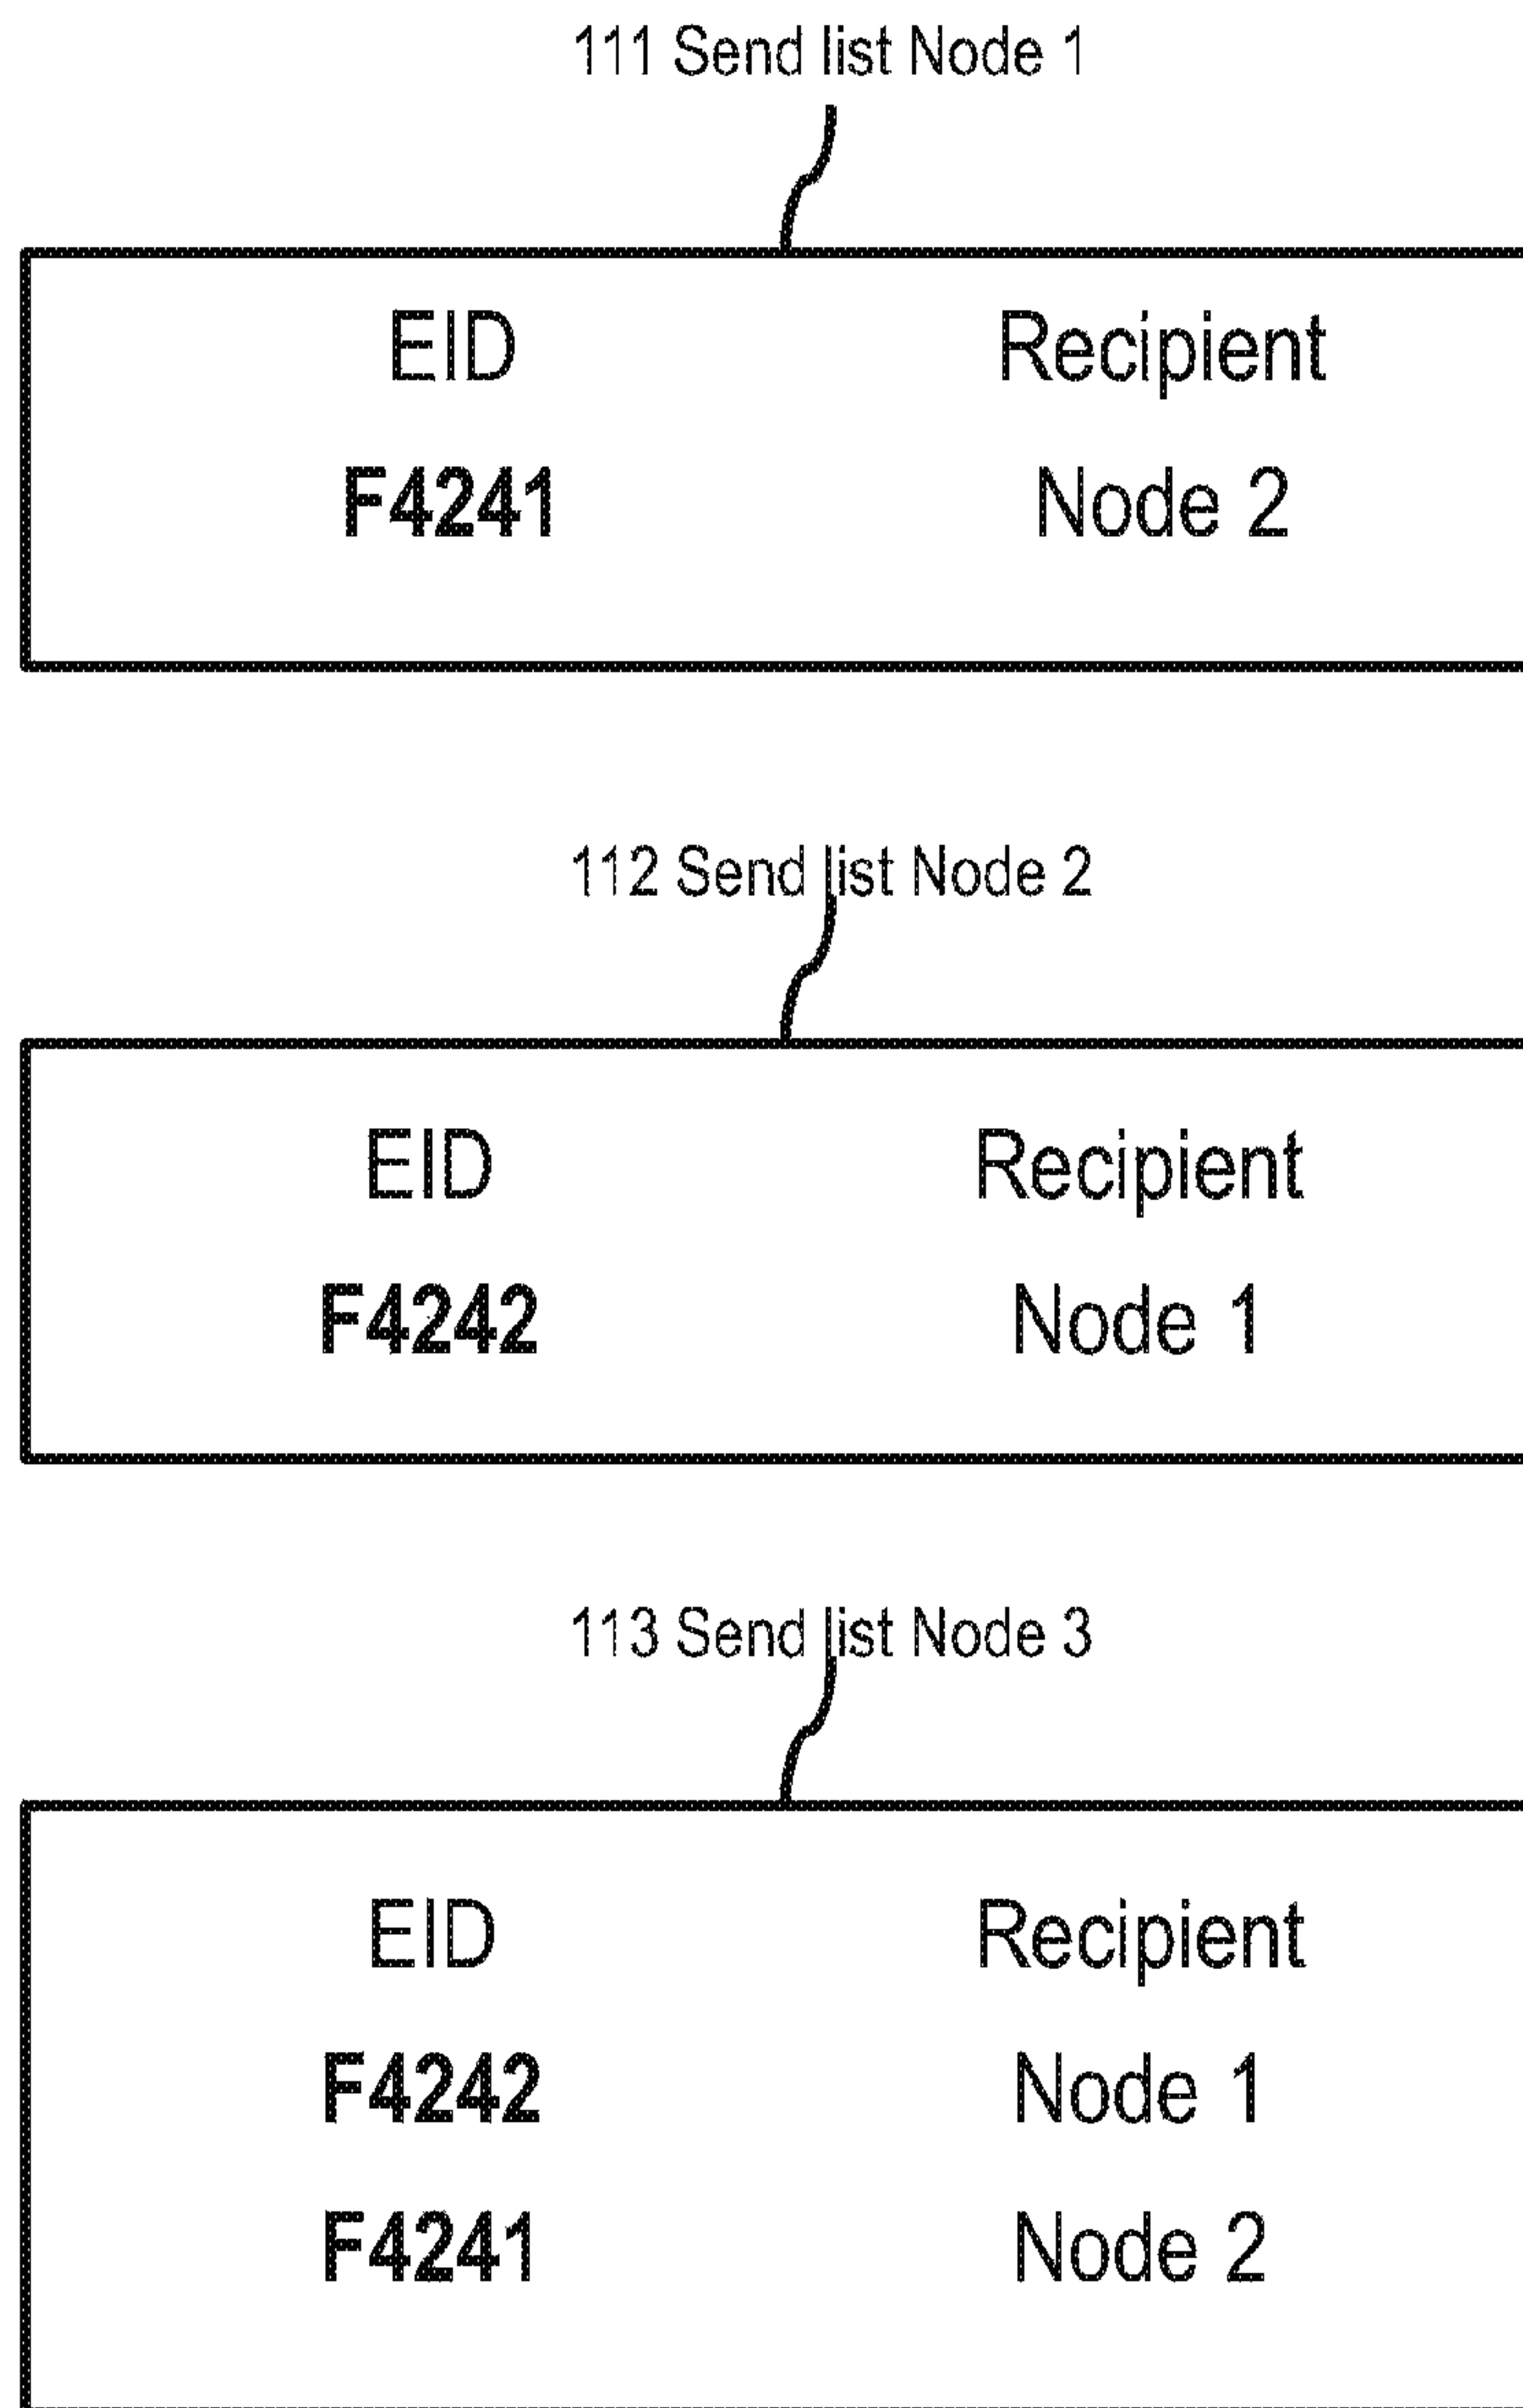 111 Send list Node 1
EID Recipient
F4241 Node 2
112 Send list Node 2
EID Recipient
F4242 Node 1
113 Send list Node 3
EID Recipient
F4242 Node 1
F4241 Node 2